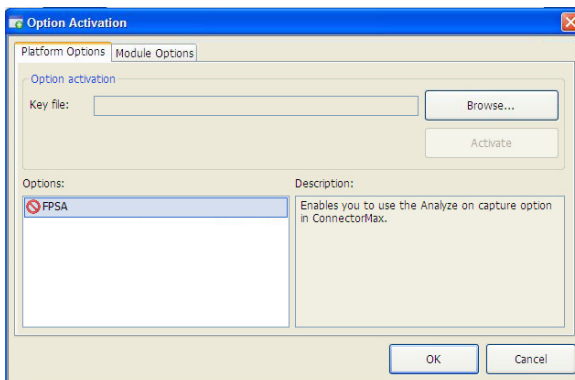 Option Activation
Platform Options
Module Options
Option activation
Key file:
Browse...
Activate
Options:
Description:
FPSA
Enables you to use the Analyze on capture option
in ConnectorMax.
OK
Cancel